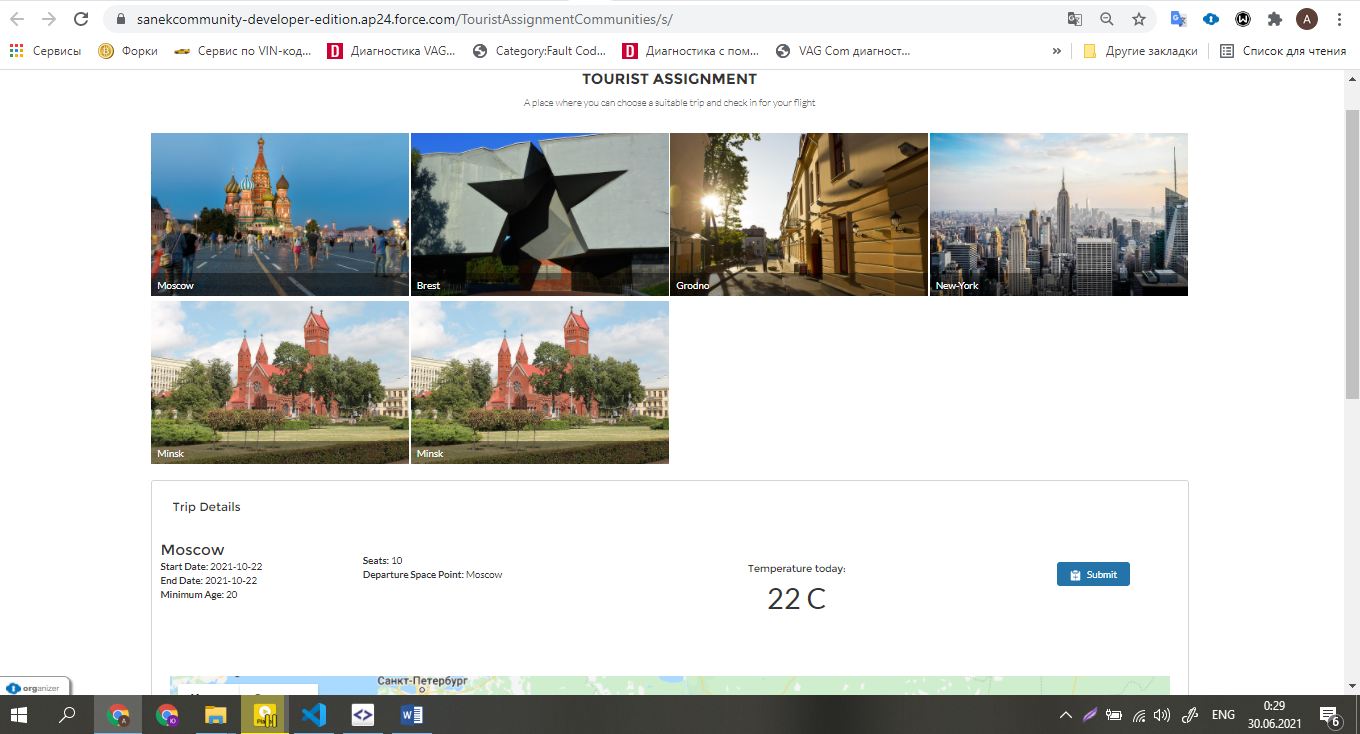 sanekcommunity-developer-edition.ap24.force.com/TouristAssignmentCommunities/s/
A
Сервисы
Форки
Сервис по VIN-код...
Диагностика VAG...
Category:Fault Cod...
Диагностика с пом...
VAG Com диагност...
»
Другие закладки
Список для чтения
TOURIST ASSIGNMENT
A place where you can choose a suitable trip and check in for your flight
Moscow
Brest
Grodno
New-York
Minsk
Minsk
Trip Details
Moscow
Start Date: 2021-10-22
End Date: 2021-10-22
Minimum Age: 20
Seats: 10
Departure Space Point: Moscow
Temperature today:
22 C
Submit
Санкт-Петербург
organizer
ENG
0:29
30.06.2021
6